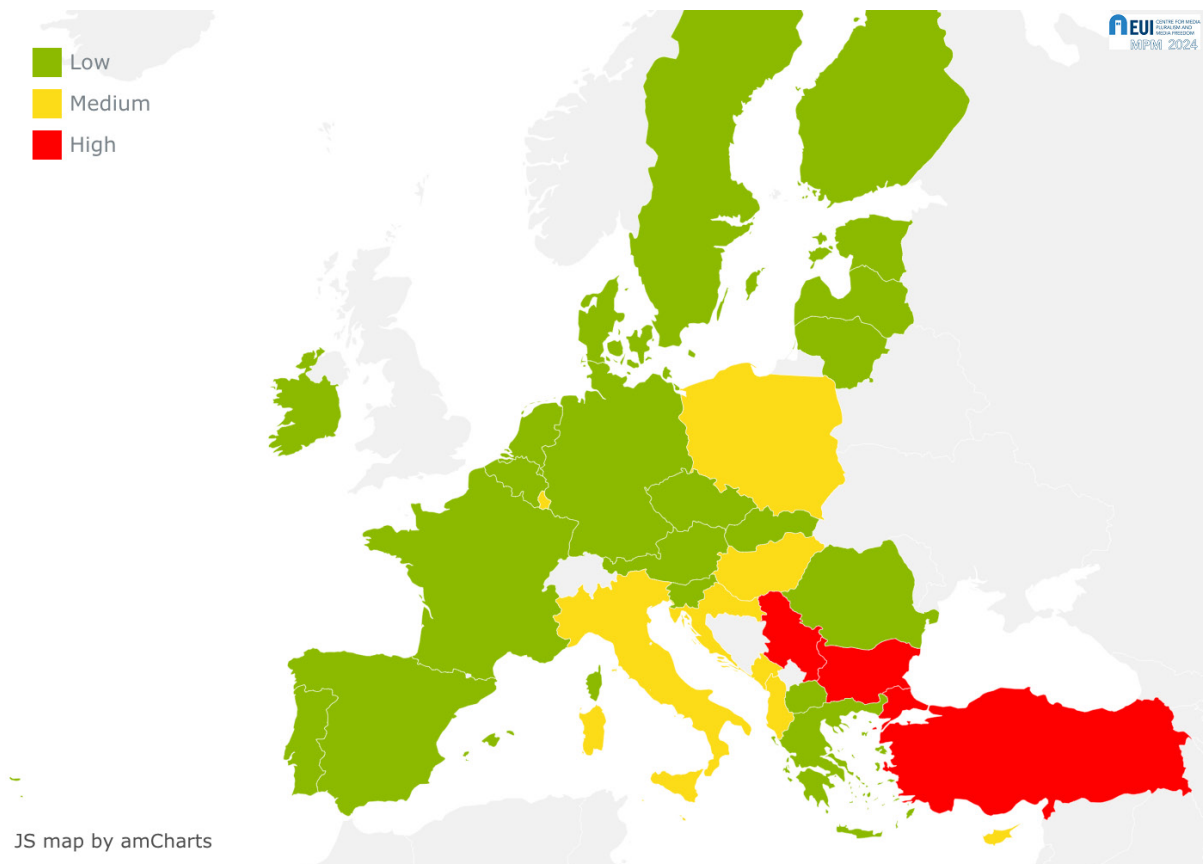 Low
Medium
High
EUI
CENTRE FOR MEDIA
PLURALISM AND
MEDIA FREEDOM
MPM 2024
JS map by amCharts